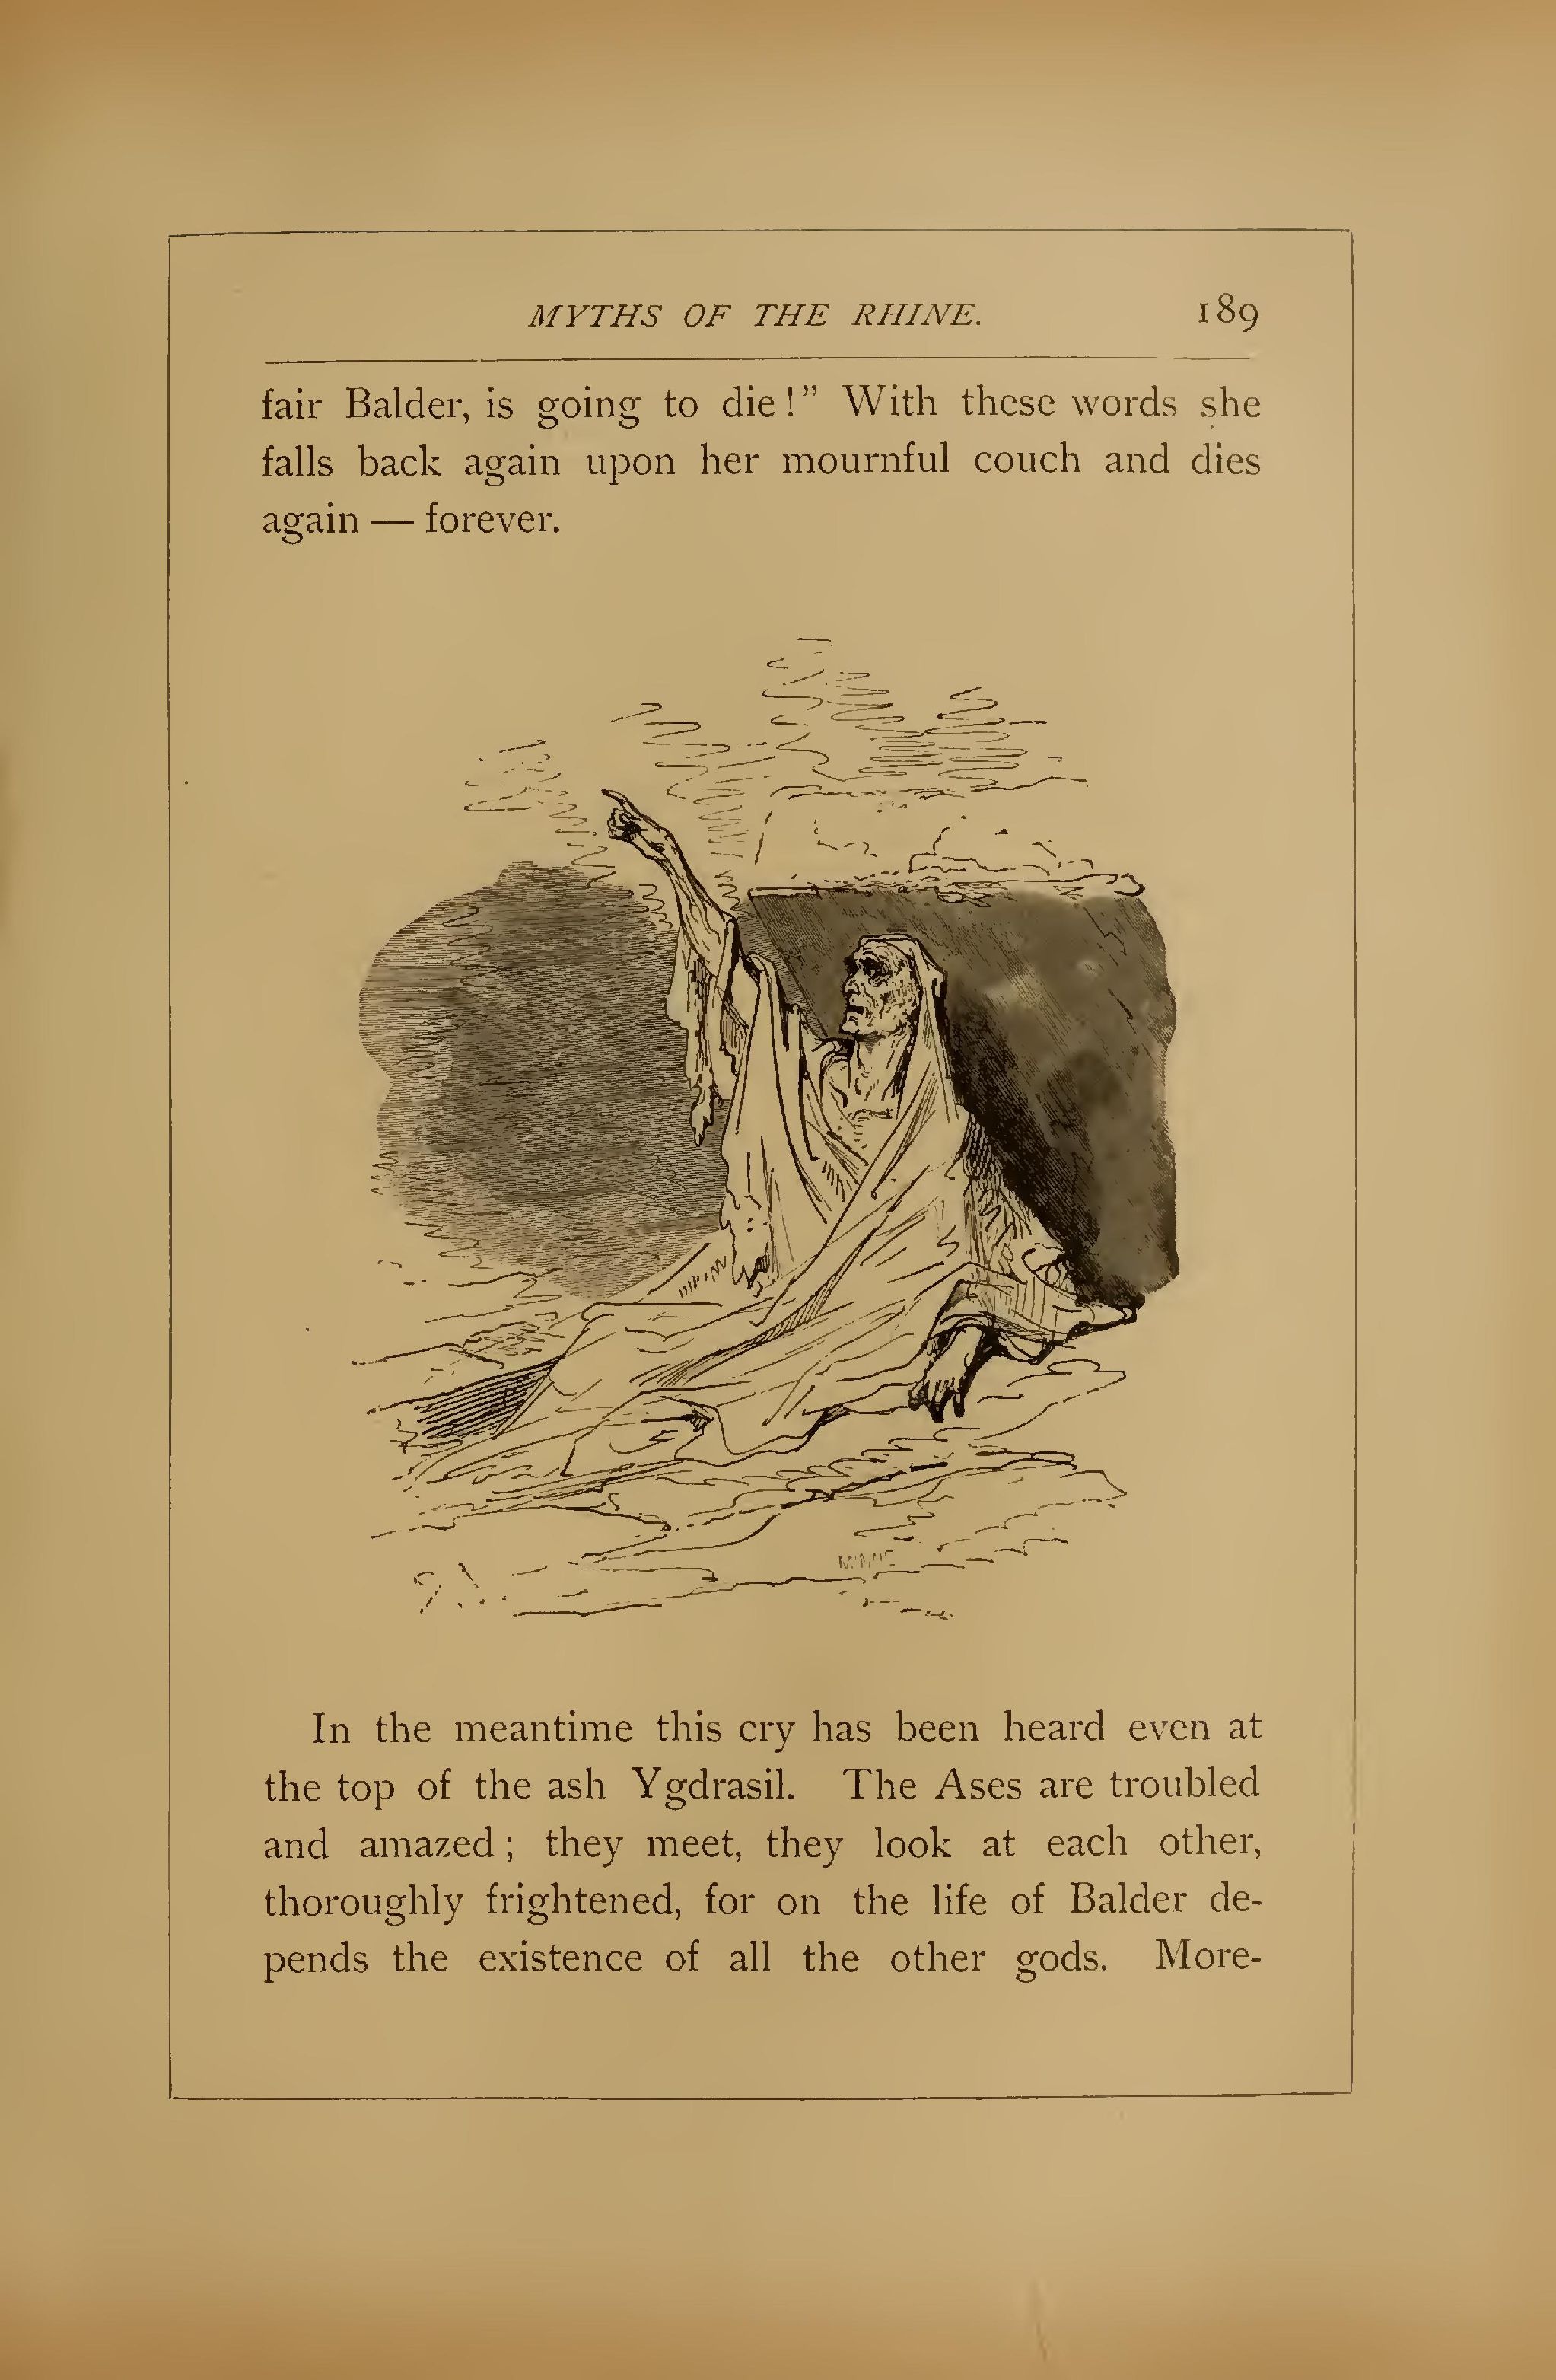 MYTHS OF THE RHINE. 189
fair Balder, is going to die!” With these words she
falls back again upon her mournful couch and dies
again — forever.
In the meantime this cry has been heard even at
the top of the ash Ygdrasil. The Ases are troubled
and amazed; they meet, they look at each other,
thoroughly frightened, for on the life of Balder de-
pends the existence of all the other gods. More-